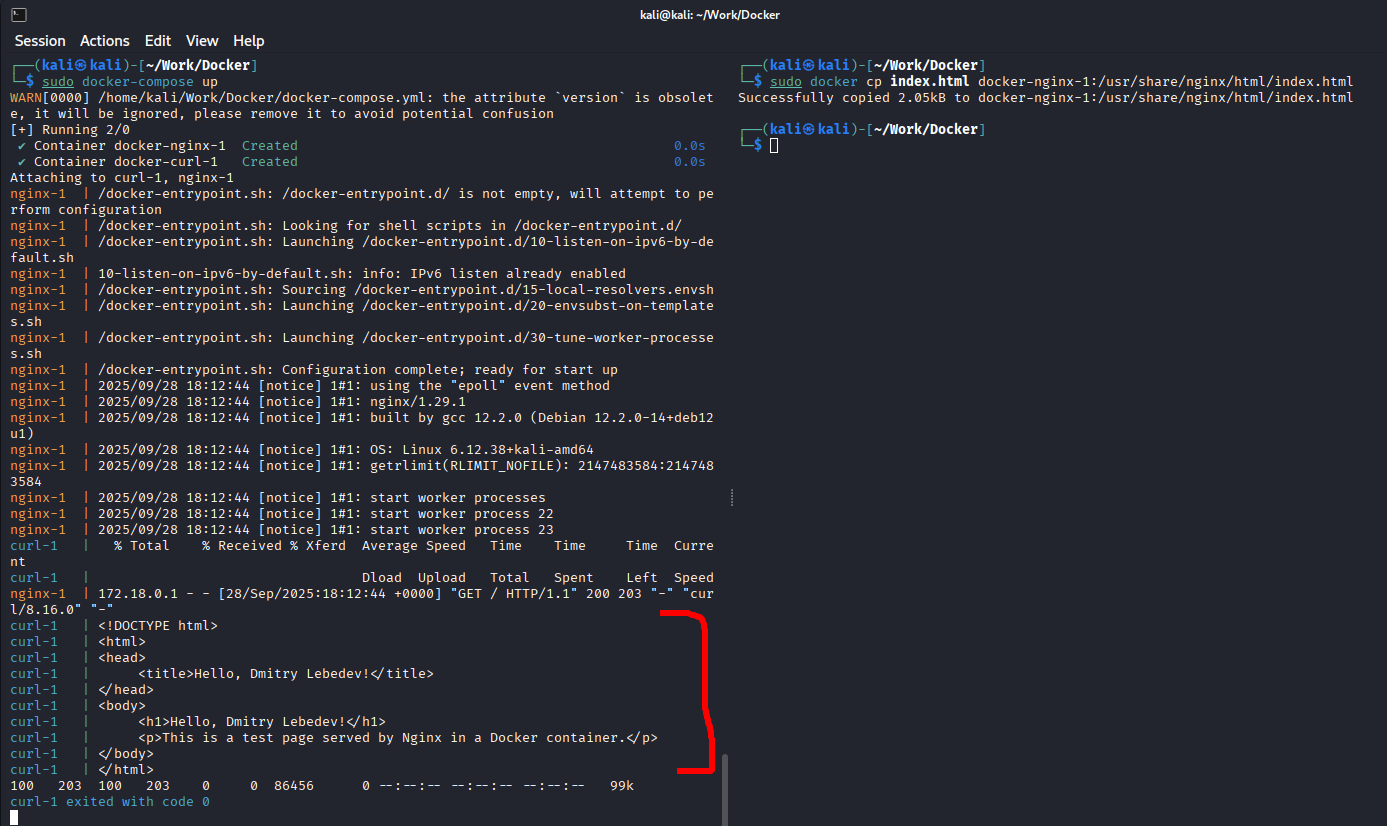 kali@kali: ~/Work/Docker
Session Actions Edit View Help
┌──(kali㉿kali)-[~/Work/Docker]
└─$ sudo docker-compose up
WARN[0000] /home/kali/Work/Docker/docker-compose.yml: the attribute `version` is obsolet
e, it will be ignored, please remove it to avoid potential confusion
[+] Running 2/0
✔ Container docker-nginx-1 Created 0.0s
✔ Container docker-curl-1 Created 0.0s
Attaching to curl-1, nginx-1
nginx-1 | /docker-entrypoint.sh: /docker-entrypoint.d/ is not empty, will attempt to pe
rform configuration
nginx-1 | /docker-entrypoint.sh: Looking for shell scripts in /docker-entrypoint.d/
nginx-1 | /docker-entrypoint.sh: Launching /docker-entrypoint.d/10-listen-on-ipv6-by-de
fault.sh
nginx-1 | 10-listen-on-ipv6-by-default.sh: info: IPv6 listen already enabled
nginx-1 | /docker-entrypoint.sh: Sourcing /docker-entrypoint.d/15-local-resolvers.envsh
nginx-1 | /docker-entrypoint.sh: Launching /docker-entrypoint.d/20-envsubst-on-template
s.sh
nginx-1 | /docker-entrypoint.sh: Launching /docker-entrypoint.d/30-tune-worker-processe
s.sh
nginx-1 | /docker-entrypoint.sh: Configuration complete; ready for start up
nginx-1 | 2025/09/28 18:12:44 [notice] 1#1: using the "epoll" event method
nginx-1 | 2025/09/28 18:12:44 [notice] 1#1: nginx/1.29.1
nginx-1 | 2025/09/28 18:12:44 [notice] 1#1: built by gcc 12.2.0 (Debian 12.2.0-14+deb12
u1)
nginx-1 | 2025/09/28 18:12:44 [notice] 1#1: OS: Linux 6.12.38+kali-amd64
nginx-1 | 2025/09/28 18:12:44 [notice] 1#1: getrlimit(RLIMIT_NOFILE): 2147483584:214748
3584
nginx-1 | 2025/09/28 18:12:44 [notice] 1#1: start worker processes
nginx-1 | 2025/09/28 18:12:44 [notice] 1#1: start worker process 22
nginx-1 | 2025/09/28 18:12:44 [notice] 1#1: start worker process 23
curl-1 | % Total % Received % Xferd Average Speed Time Time Time Curre
nt
curl-1 | Dload Upload Total Spent Left Speed
nginx-1 | 172.18.0.1 - - [28/Sep/2025:18:12:44 +0000] "GET / HTTP/1.1" 200 203 "-" "cur
l/8.16.0" "-"
curl-1 | <!DOCTYPE html>
curl-1 | <html>
curl-1 | <head>
curl-1 | <title>Hello, Dmitry Lebedev!</title>
curl-1 | </head>
curl-1 | <body>
curl-1 | <h1>Hello, Dmitry Lebedev!</h1>
curl-1 | <p>This is a test page served by Nginx in a Docker container.</p>
curl-1 | </body>
curl-1 | </html>
100 203 100 203 0 0 86456 0 --:--:-- --:--:-- --:--:-- 99k
curl-1 exited with code 0
┌──(kali㉿kali)-[~/Work/Docker]
└─$ sudo docker cp index.html docker-nginx-1:/usr/share/nginx/html/index.html
Successfully copied 2.05kB to docker-nginx-1:/usr/share/nginx/html/index.html
┌──(kali㉿kali)-[~/Work/Docker]
└─$